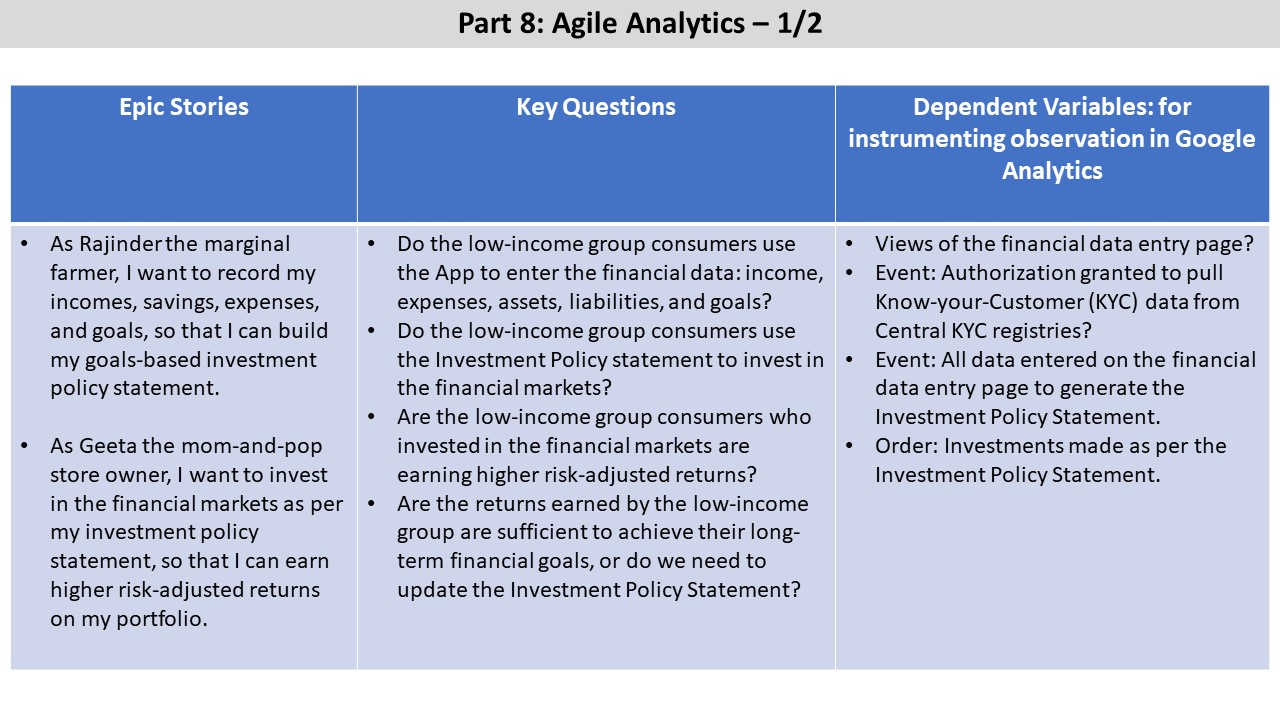 Part 8: Agile Analytics – 1/2
Epic Stories
Key Questions
Dependent Variables: for
instrumenting observation in Google
Analytics
• As Rajinder the marginal
farmer, I want to record my
incomes, savings, expenses,
and goals, so that I can build
my goals-based investment
policy statement.
• As Geeta the mom-and-pop
store owner, I want to invest
in the financial markets as per
my investment policy
statement, so that I can earn
higher risk-adjusted returns
on my portfolio.
• Do the low-income group consumers use
the App to enter the financial data: income,
expenses, assets, liabilities, and goals?
• Do the low-income group consumers use
the Investment Policy statement to invest in
the financial markets?
• Are the low-income group consumers who
invested in the financial markets are
earning higher risk-adjusted returns?
• Are the returns earned by the low-income
group are sufficient to achieve their long-
term financial goals, or do we need to
update the Investment Policy Statement?
• Views of the financial data entry page?
• Event: Authorization granted to pull
Know-your-Customer (KYC) data from
Central KYC registries?
• Event: All data entered on the financial
data entry page to generate the
Investment Policy Statement.
• Order: Investments made as per the
Investment Policy Statement.